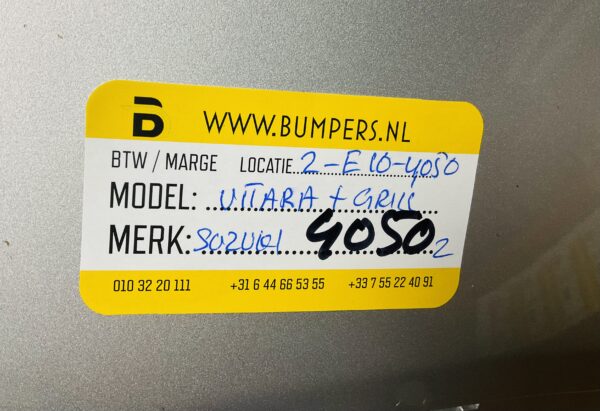 B WWW.BUMPERS.NL
BTW / MARGE LOCATIE 2-E10-4050
MODEL: VITARA + GRILL
MERK: SUZUKI 4050 2
010 32 20 111 +31 6 44 66 53 55 +33 7 55 22 40 91